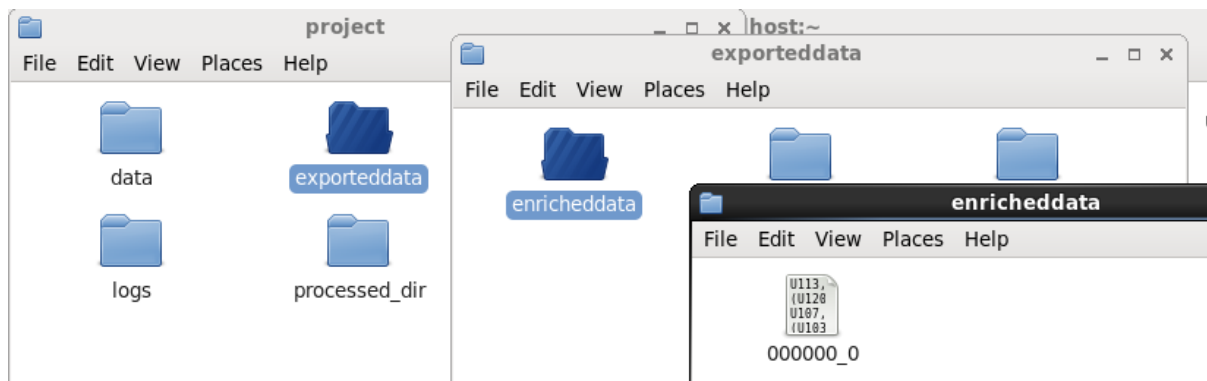 project
host:~
File Edit View Places Help
exporteddata
File Edit View Places Help
data
exporteddata
enricheddata
enricheddata
File Edit View Places Help
logs
processed_dir
U113,
(U120
U107,
(U103
000000_0